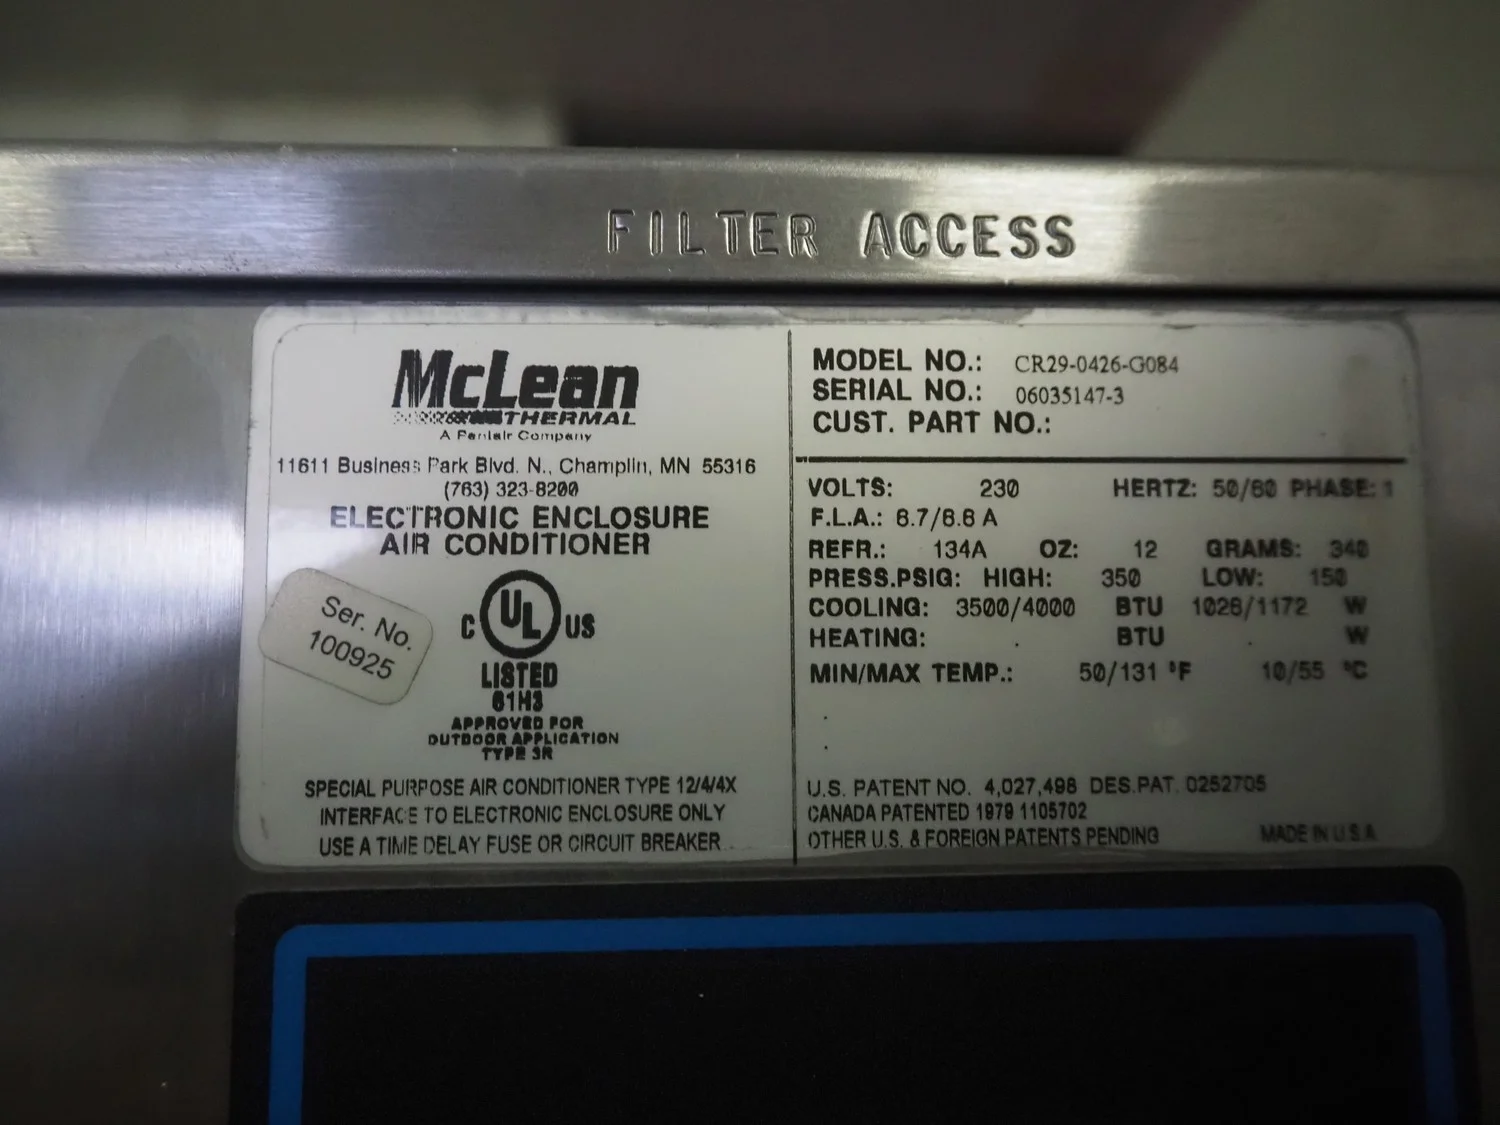 FILTER ACCESS
McLean
THERMAL
A Pentair Company
11611 Business Park Blvd. N., Champlin, MN 55316
(763) 323-8200
ELECTRONIC ENCLOSURE
AIR CONDITIONER
Ser. No.
100925
C UL US
LISTED
61H3
APPROVED FOR
OUTDOOR APPLICATION
TYPE 3R
SPECIAL PURPOSE AIR CONDITIONER TYPE 12/4/4X
INTERFACE TO ELECTRONIC ENCLOSURE ONLY
USE A TIME DELAY FUSE OR CIRCUIT BREAKER
MODEL NO.: CR29-0426-G084
SERIAL NO.: 06035147-3
CUST. PART NO.:
VOLTS: 230 HERTZ: 50/60 PHASE: 1
F.L.A.: 6.7/6.6 A
REFR.: 134A OZ: 12 GRAMS: 340
PRESS.PSIG: HIGH: 350 LOW: 150
COOLING: 3500/4000 BTU 1026/1172 W
HEATING: . BTU . W
MIN/MAX TEMP.: 50/131 °F 10/55 °C
U.S. PATENT NO. 4,027,498 DES.PAT. 0252705
CANADA PATENTED 1979 1105702
OTHER U.S. & FOREIGN PATENTS PENDING MADE IN U.S.A